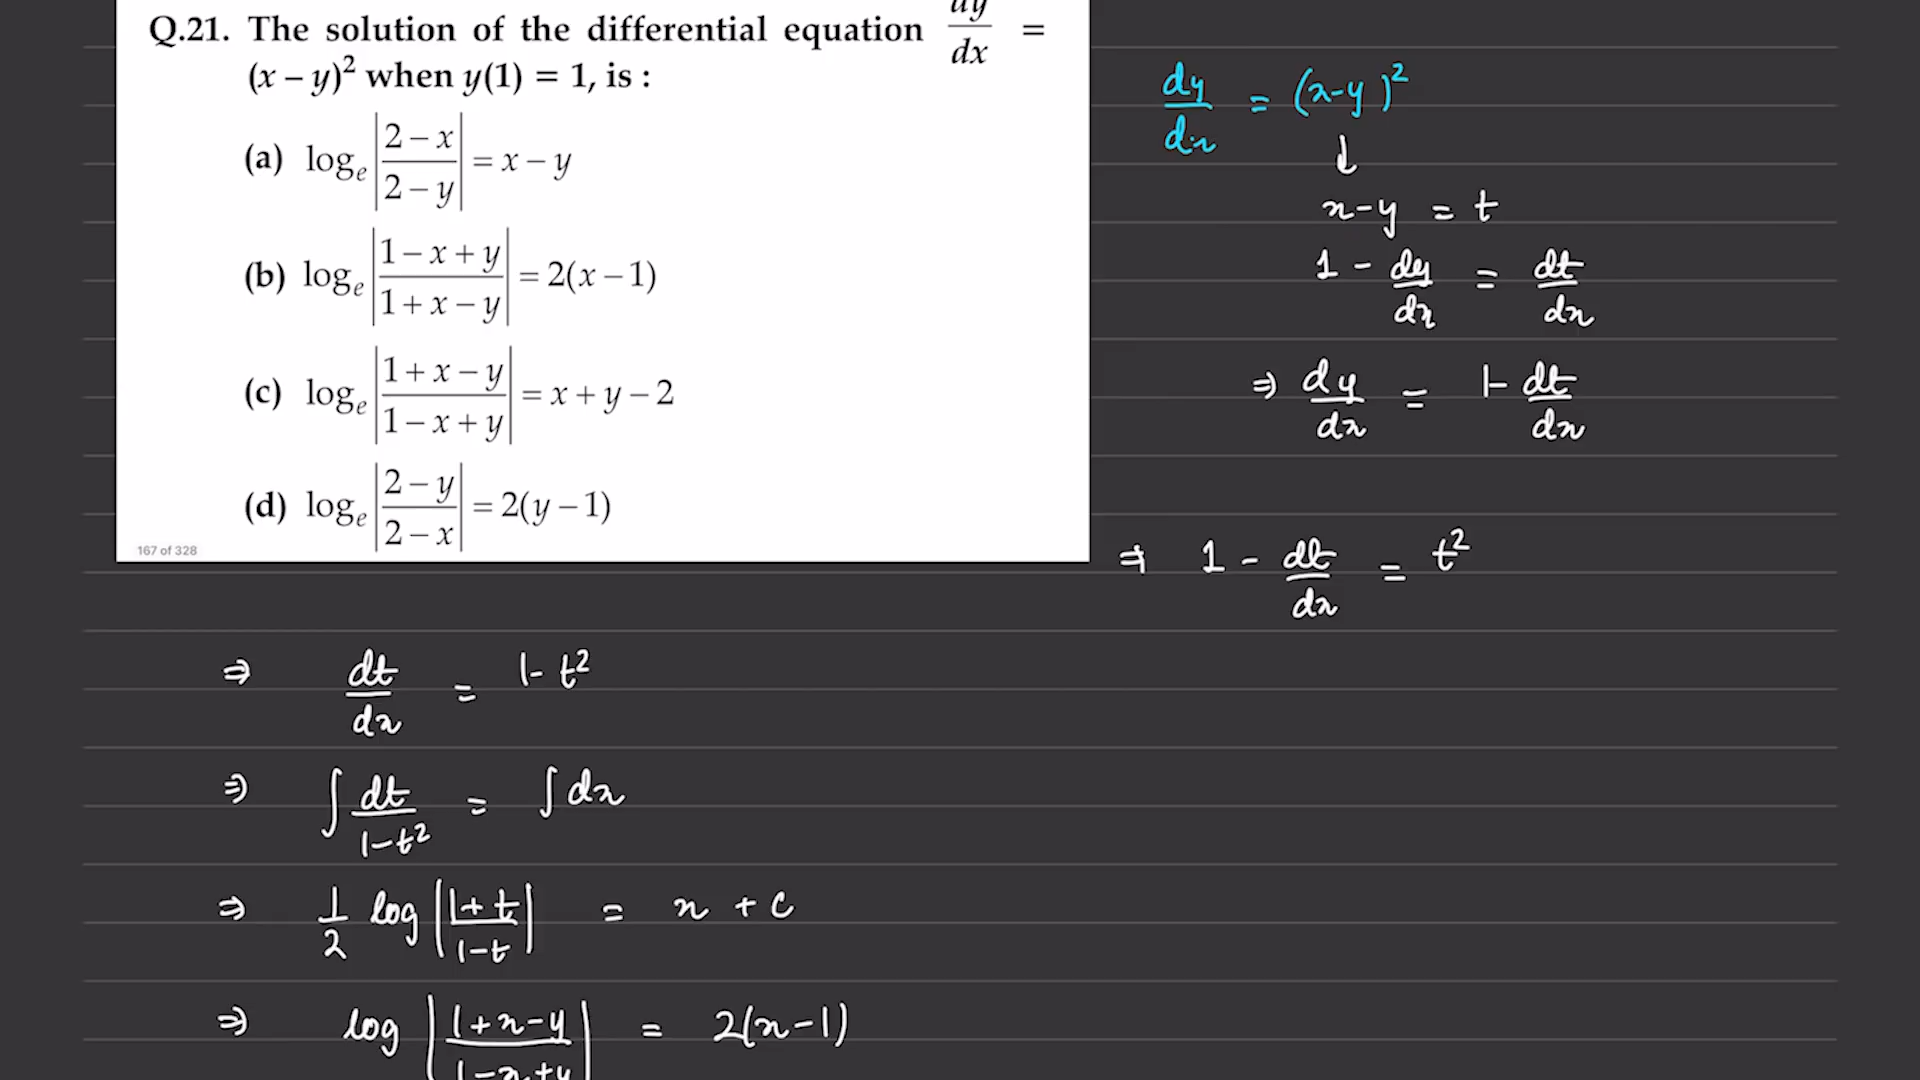 Q.21. The solution of the differential equation dy/dx =
(x – y)² when y(1) = 1, is :
(a) logₑ |(2 – x)/(2 – y)| = x – y
(b) logₑ |(1 – x + y)/(1 + x – y)| = 2(x – 1)
(c) logₑ |(1 + x – y)/(1 – x + y)| = x + y – 2
(d) logₑ |(2 – y)/(2 – x)| = 2(y – 1)
167 of 328
dy/dx = (x-y)²
↓
x-y = t
1 - dy/dx = dt/dx
⇒ dy/dx = 1 - dt/dx
⇒ 1 - dt/dx = t²
⇒ dt/dx = 1 - t²
⇒ ∫ dt/(1-t²) = ∫ dx
⇒ 1/2 log |(1+t)/(1-t)| = x + c
⇒ log |(1+x-y)/(1-x+y)| = 2(x-1)